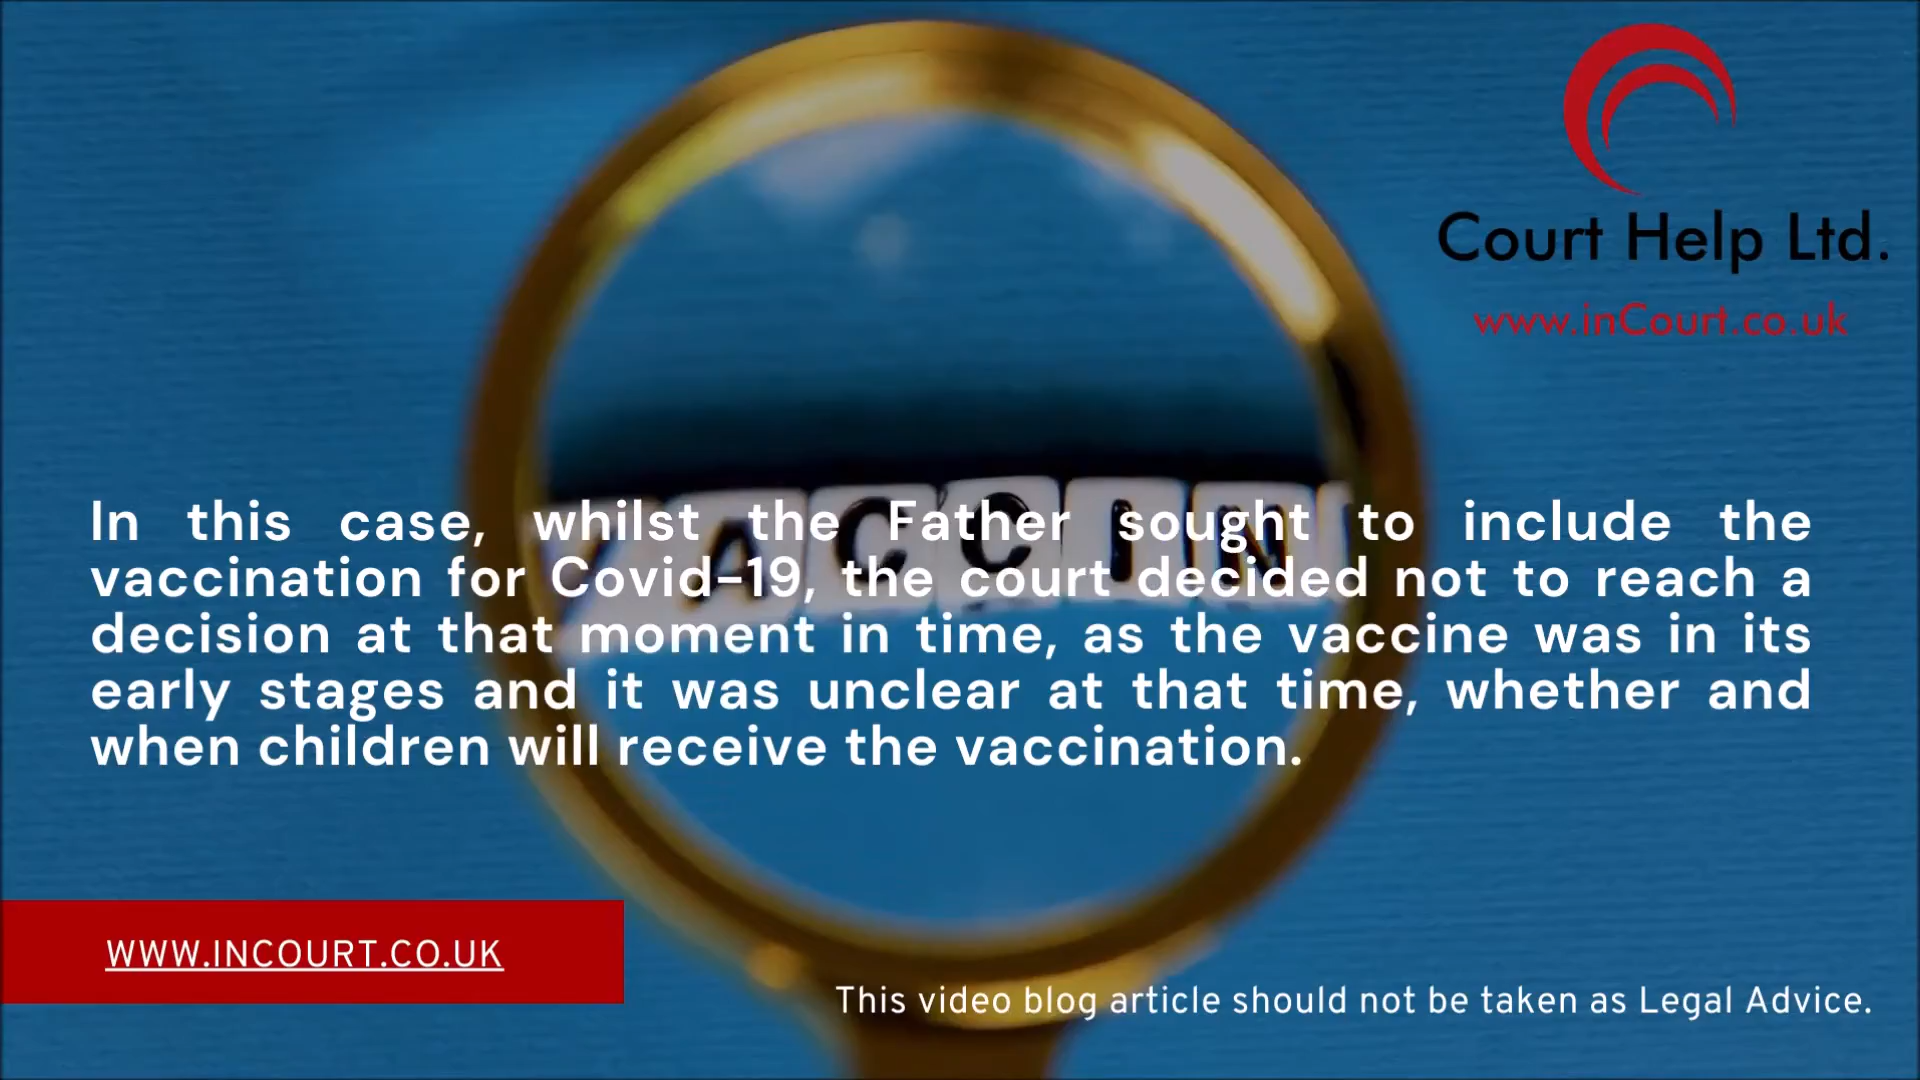 Court Help Ltd.
www.inCourt.co.uk
ACCIN
In this case, whilst the Father sought to include the
vaccination for Covid-19, the court decided not to reach a
decision at that moment in time, as the vaccine was in its
early stages and it was unclear at that time, whether and
when children will receive the vaccination.
WWW.INCOURT.CO.UK
This video blog article should not be taken as Legal Advice.